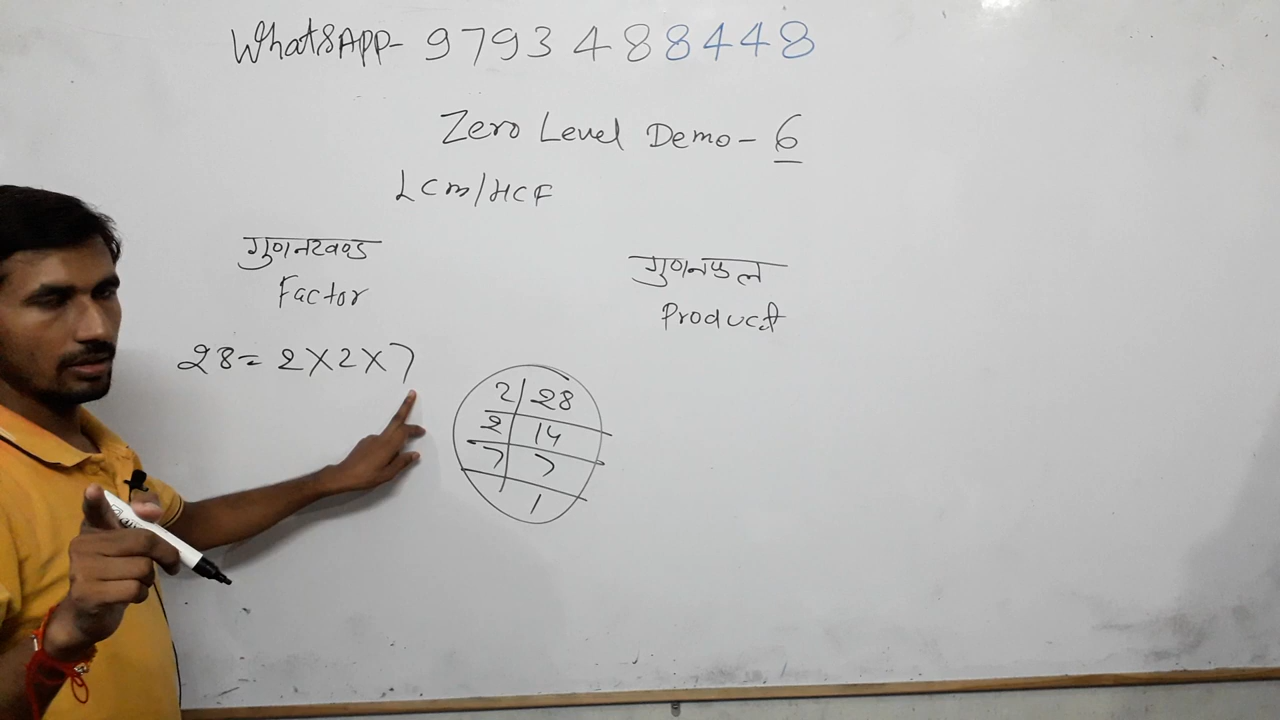 WhatsAPP- 9793488448
Zero Level Demo- 6
LCM/HCF
गुणनखण्ड
Factor
गुणनफल
Product
28= 2X2X7
2 28
2 14
7 7
1